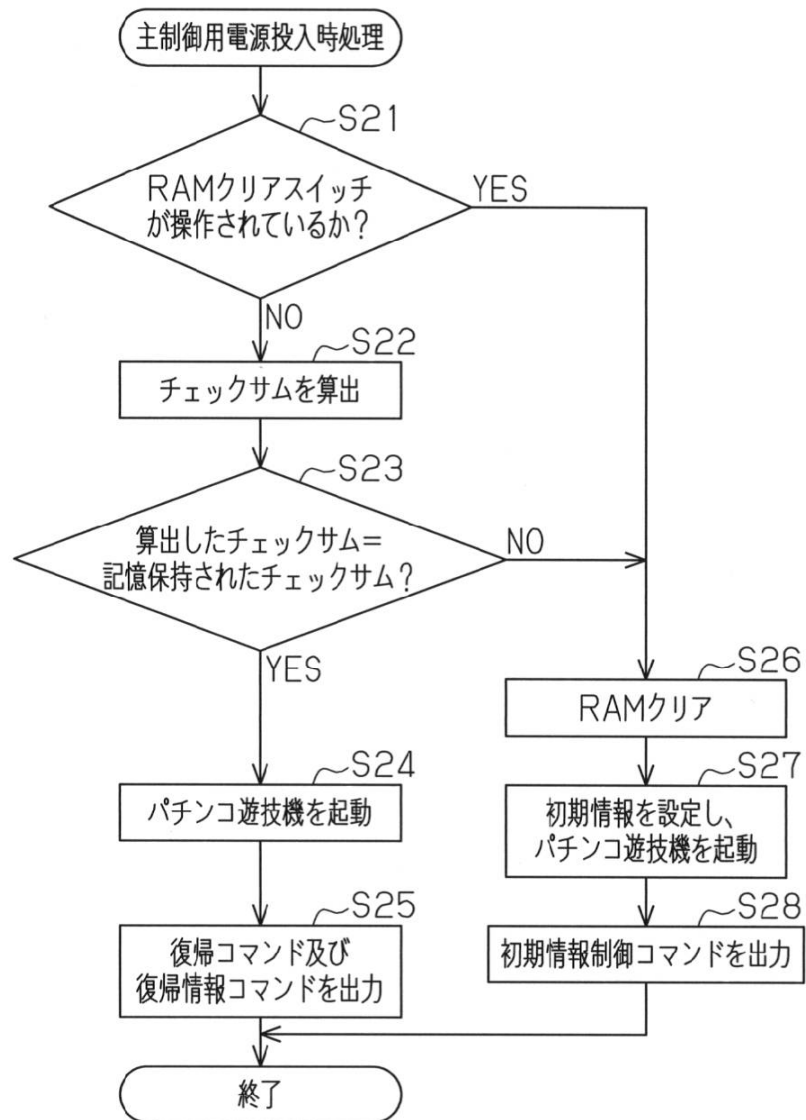 主制御用電源投入時処理
S21
RAMクリアスイッチ
が操作されているか?
YES
NO
S22
チェックサムを算出
S23
算出したチェックサム=
記憶保持されたチェックサム?
NO
YES
S26
RAMクリア
S24
パチンコ遊技機を起動
S27
初期情報を設定し、
パチンコ遊技機を起動
S25
復帰コマンド及び
復帰情報コマンドを出力
S28
初期情報制御コマンドを出力
終了